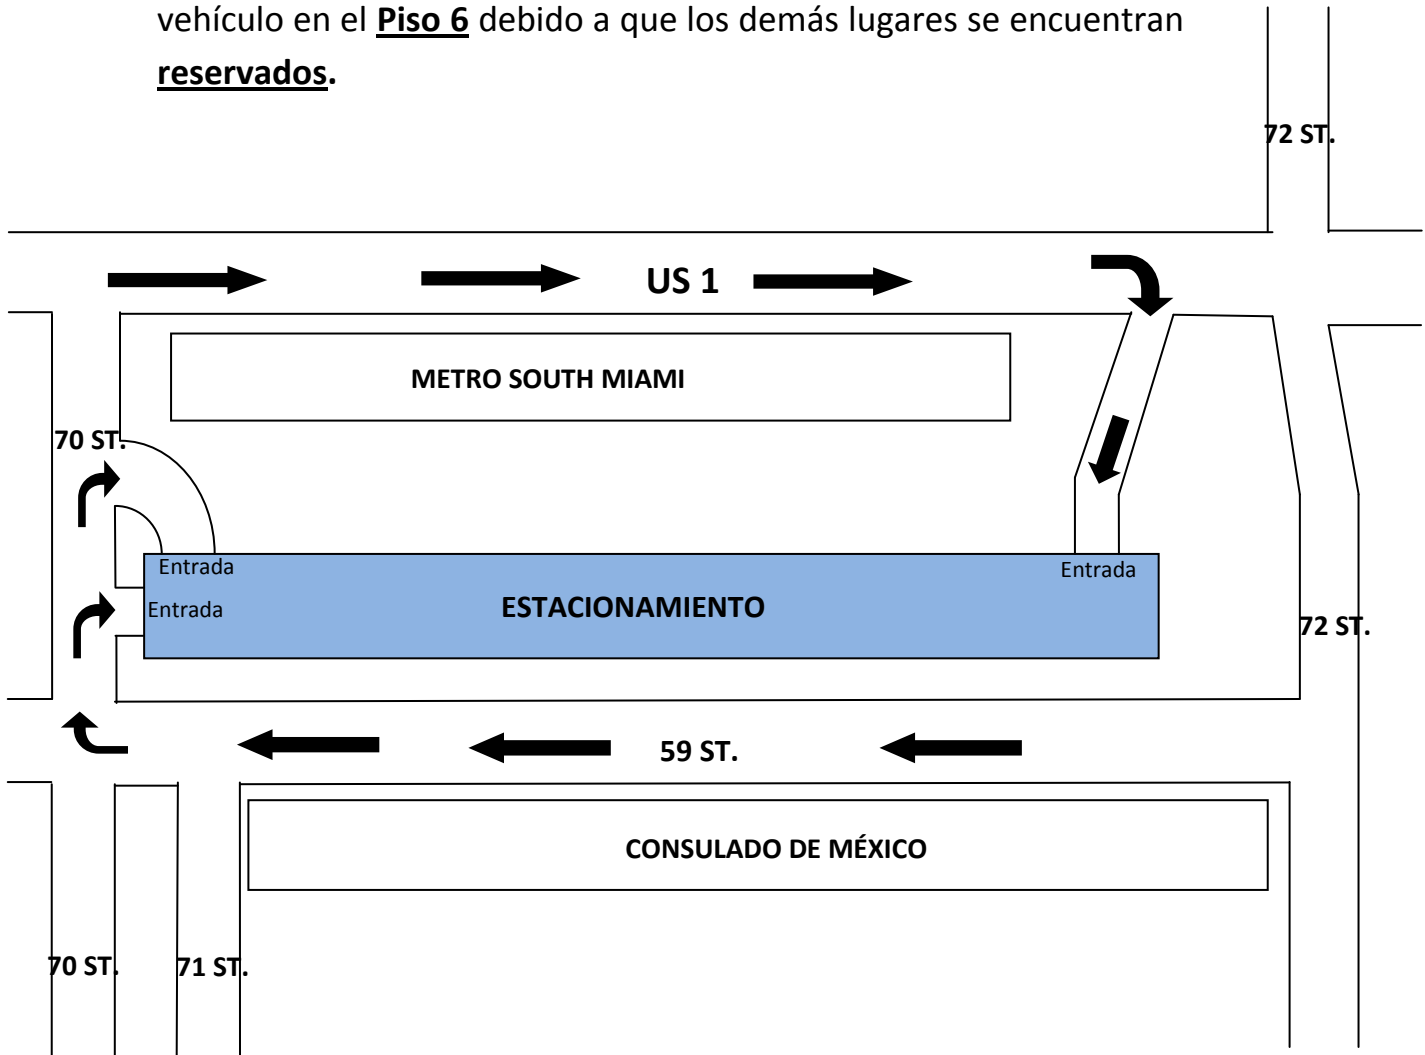 vehículo en el Piso 6 debido a que los demás lugares se encuentran
reservados.
72 ST.
US 1
METRO SOUTH MIAMI
70 ST.
Entrada
Entrada
Entrada
ESTACIONAMIENTO
72 ST.
59 ST.
CONSULADO DE MÉXICO
70 ST.
71 ST.